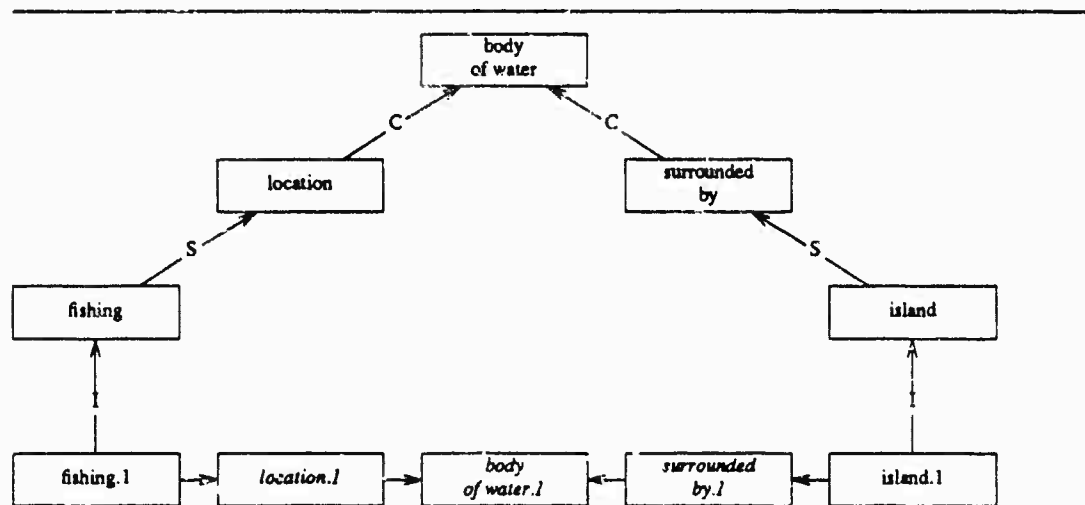 body
of water
C
C
location
surrounded
by
S
S
fishing
island
I
I
fishing.1
location.1
body
of water.1
surrounded
by.1
island.1